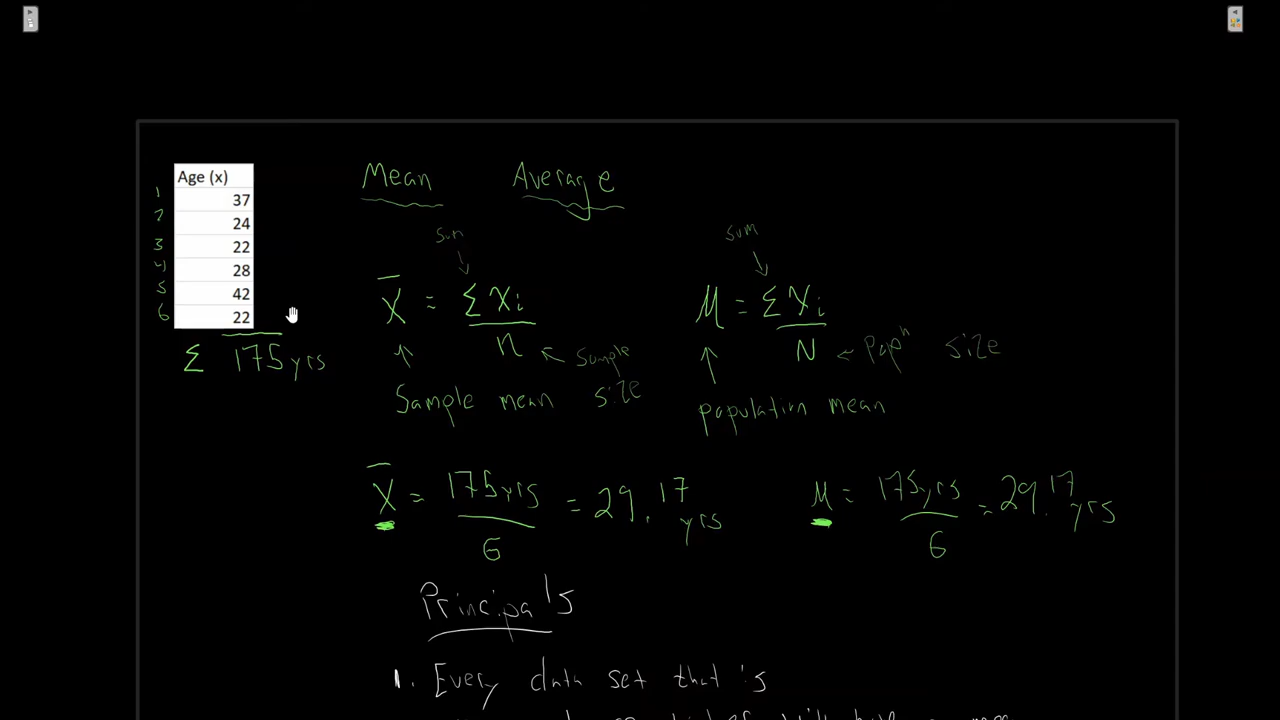 Mean Average
Age (x)
1 37
2 24
3 22
4 28
5 42
6 22
Σ 175yrs
sum
X̄ = Σxi
n
Sample size
Sample mean
sum
M = Σxi
N
Popⁿ size
population mean
X̄ = 175yrs = 29.17 yrs
6
M = 175yrs = 29.17 yrs
6
Principals
1. Every data set that is